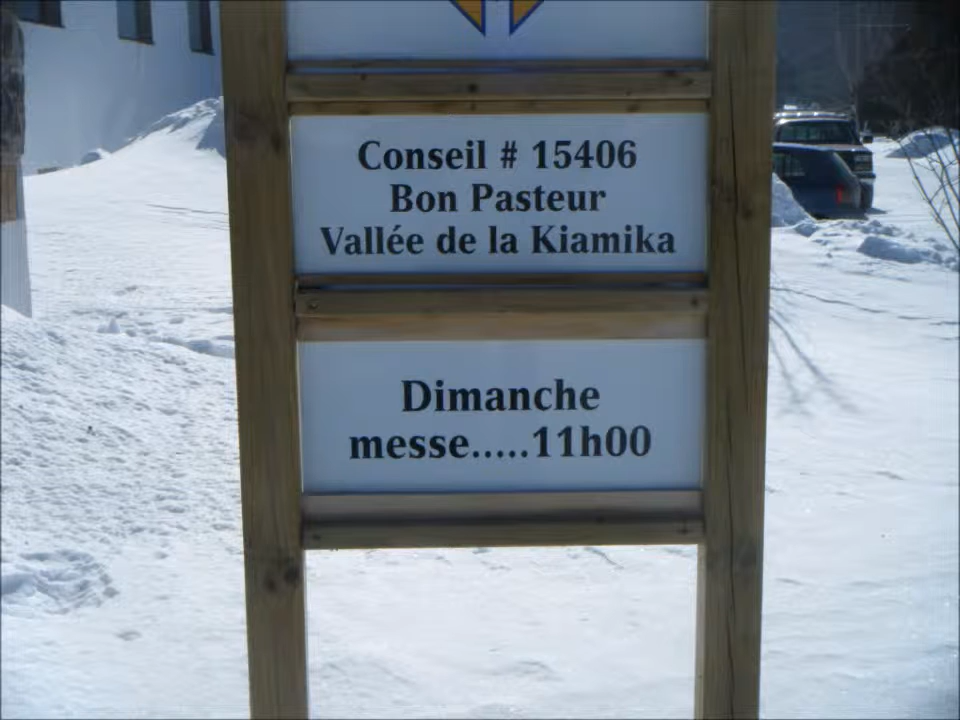 Conseil # 15406
Bon Pasteur
Vallée de la Kiamika
Dimanche
messe.....11h00